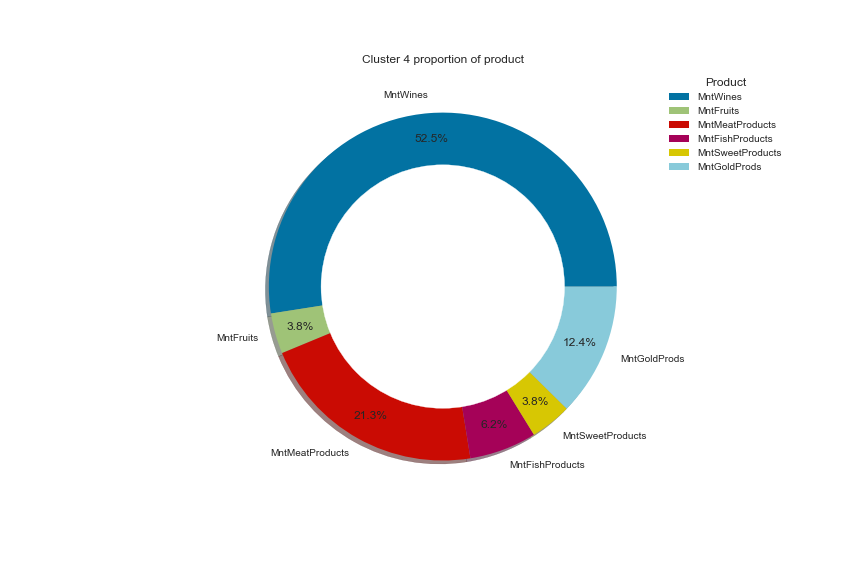 Cluster 4 proportion of product
Product
MntWines
MntFruits
MntMeatProducts
MntFishProducts
MntSweetProducts
MntGoldProds
MntWines
52.5%
MntFruits
3.8%
MntMeatProducts
21.3%
MntFishProducts
6.2%
MntSweetProducts
3.8%
MntGoldProds
12.4%